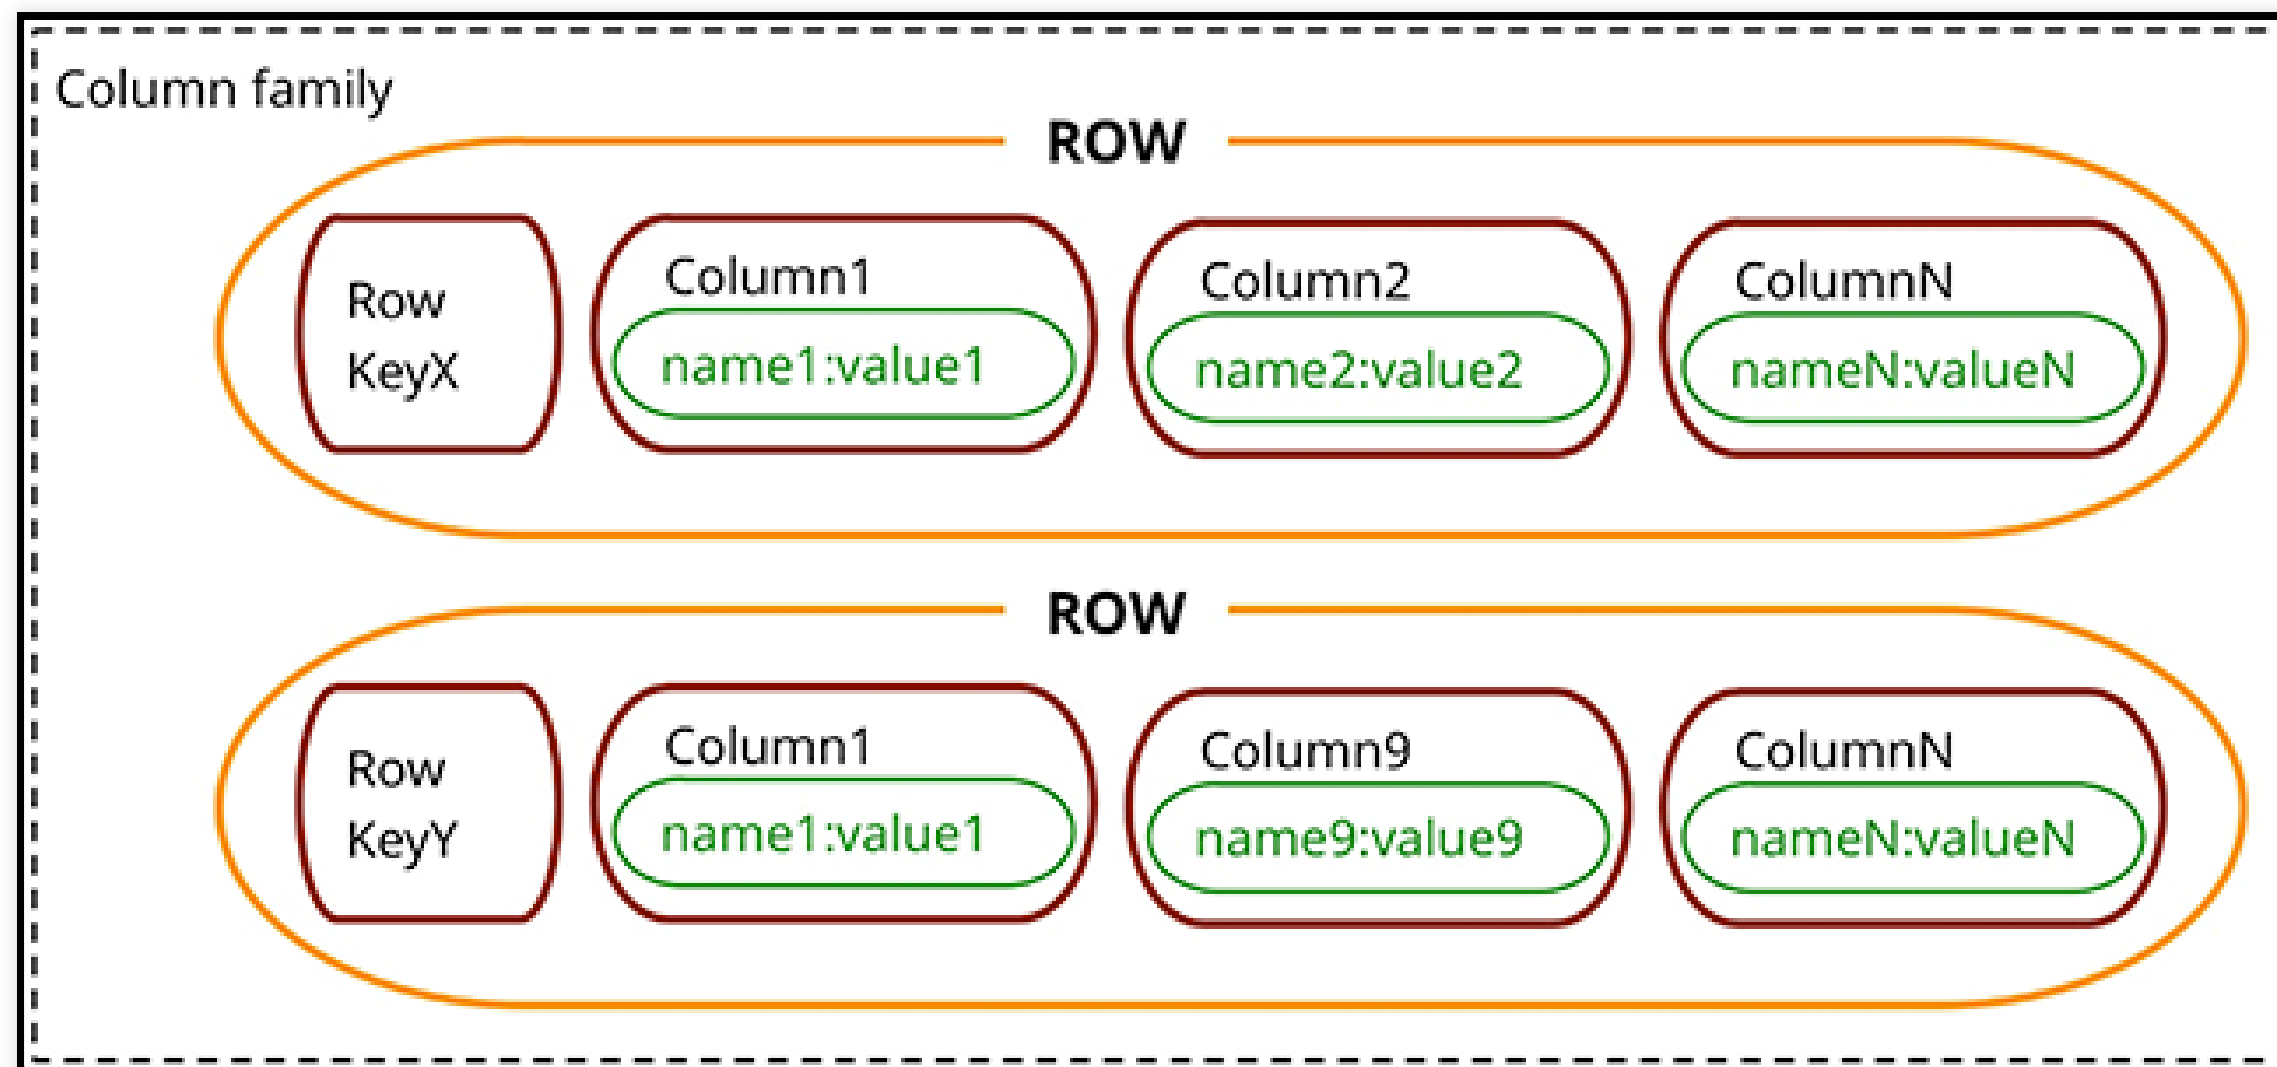 Column family
ROW
Row
KeyX
Column1
name1:value1
Column2
name2:value2
ColumnN
nameN:valueN
ROW
Row
KeyY
Column1
name1:value1
Column9
name9:value9
ColumnN
nameN:valueN